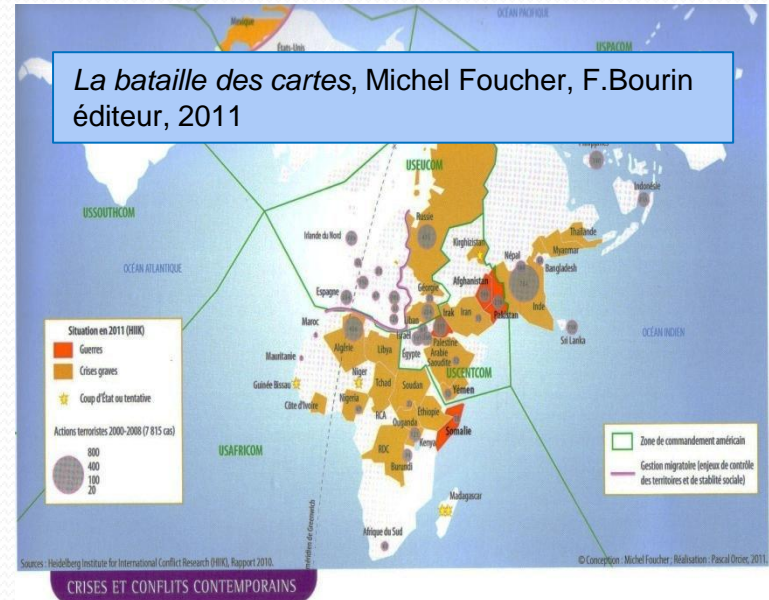 OCÉAN PACIFIQUE
Mexique
États-Unis
USPACOM
La bataille des cartes, Michel Foucher, F.Bourin
éditeur, 2011
Philippines
USEUCOM
Indonésie
USSOUTHCOM
Russie
Thaïlande
Irlande du Nord
Kirghizistan
Myanmar
Népal
OCÉAN ATLANTIQUE
Afghanistan
Bangladesh
Géorgie
Espagne
Inde
Situation en 2011 (HIIK)
Liban
Irak
Iran
Pakistan
OCÉAN INDIEN
Guerres
Maroc
Israël
Palestine
Sri Lanka
Crises graves
Algérie
Libye
Égypte
Arabie
Saoudite
Mauritanie
USCENTCOM
Coup d'État ou tentative
Niger
Guinée Bissau
Tchad
Soudan
Yémen
Côte d'Ivoire
Nigeria
Éthiopie
Actions terroristes 2000-2008 (7 815 cas)
RCA
Ouganda
800
Somalie
Zone de commandement américain
400
Kenya
100
USAFRICOM
RDC
Gestion migratoire (enjeux de contrôle
20
Burundi
des territoires et de stablité sociale)
Madagascar
Afrique du Sud
méridien de Greenwich
Sources : Heidelberg Institute for International Conflict Research (HIIK), Rapport 2010.
© Conception : Michel Foucher ; Réalisation : Pascal Orcier, 2011.
CRISES ET CONFLITS CONTEMPORAINS